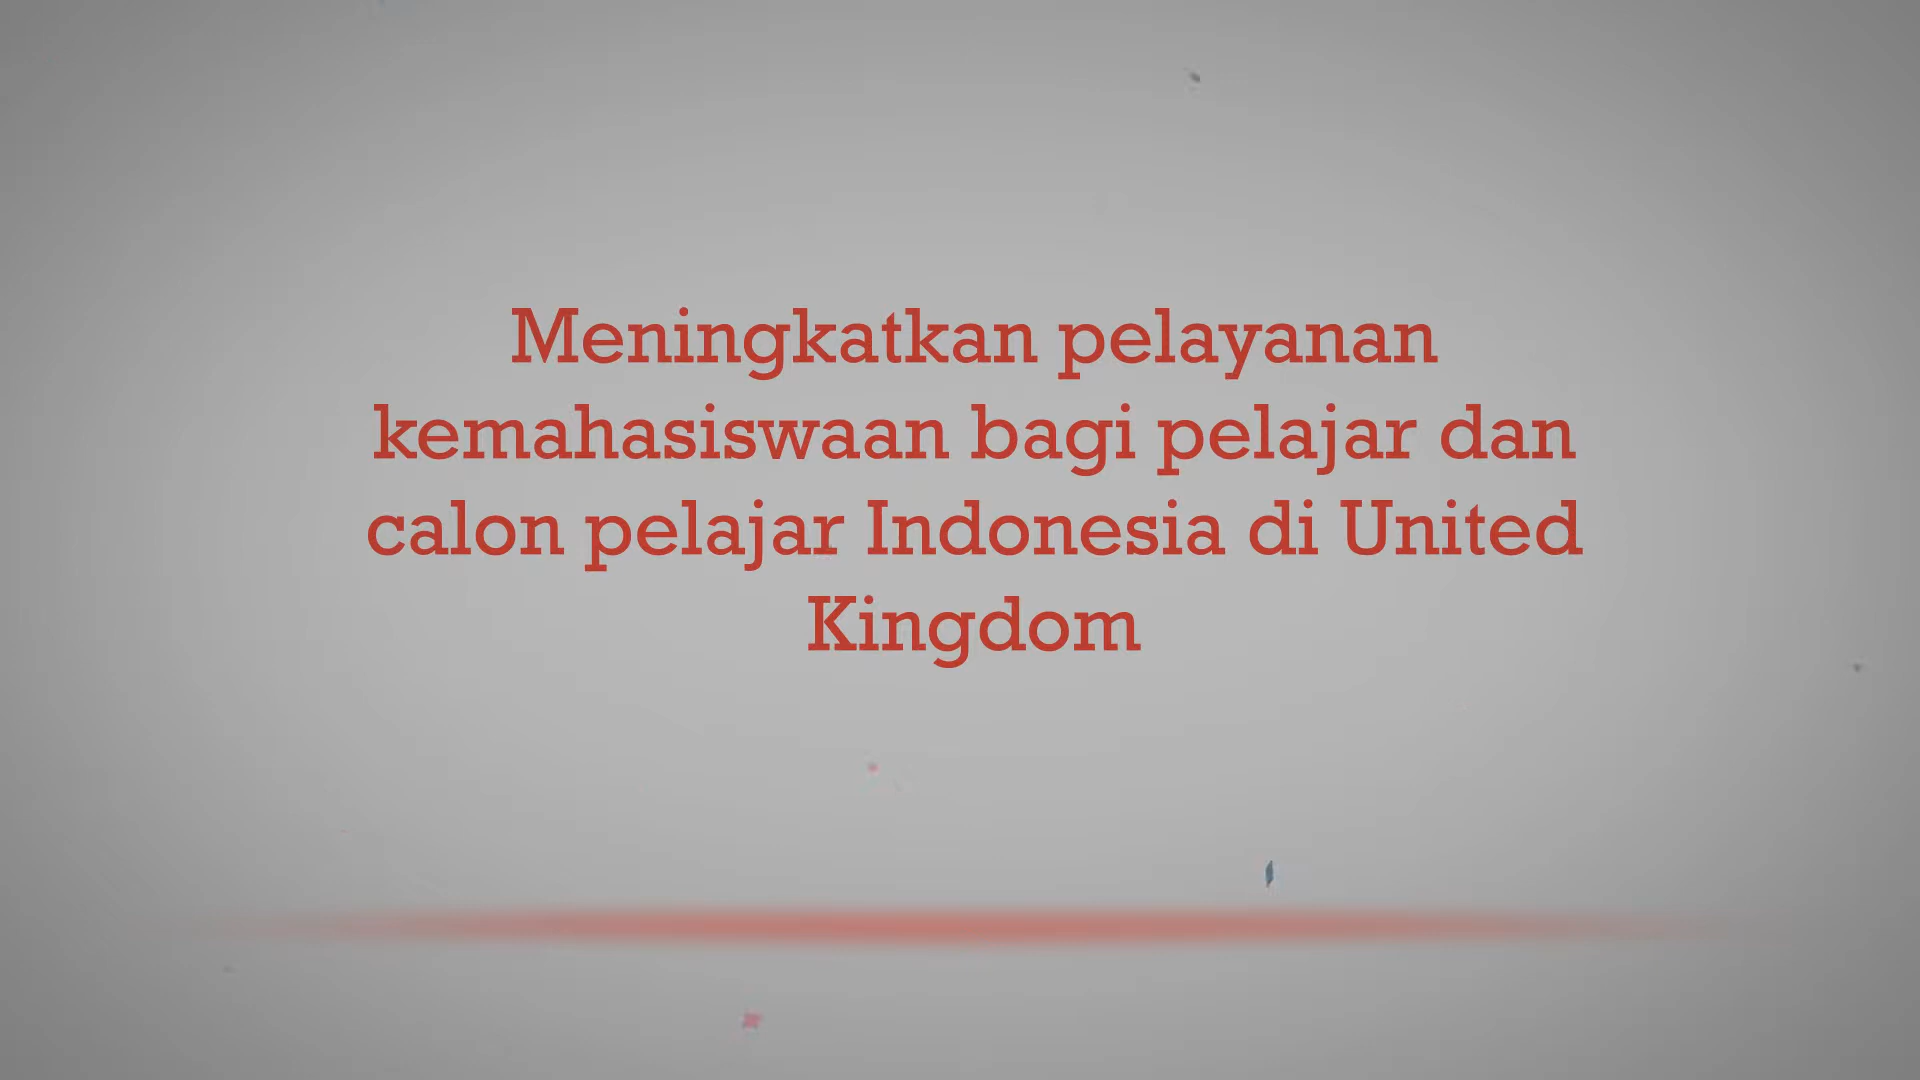 Meningkatkan pelayanan
kemahasiswaan bagi pelajar dan
calon pelajar Indonesia di United
Kingdom